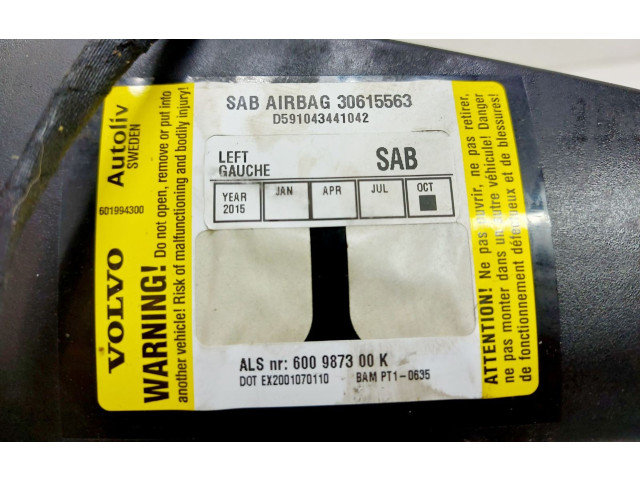 SAB AIRBAG 30615563
D591043441042
LEFT
GAUCHE
SAB
YEAR
2015
JAN
APR
JUL
OCT
ALS nr: 600 9873 00 K
DOT EX2001070110
BAM PT1-0635
Autoliv
SWEDEN
601994300
VOLVO
WARNING! Do not open, remove or put into
another vehicle! Risk of malfunctioning and bodily injury!
ATTENTION! Ne pas ouvrir, ne pas retirer,
ne pas monter dans un autre véhicule! Danger
de fonctionnement défectueux et de blessures!